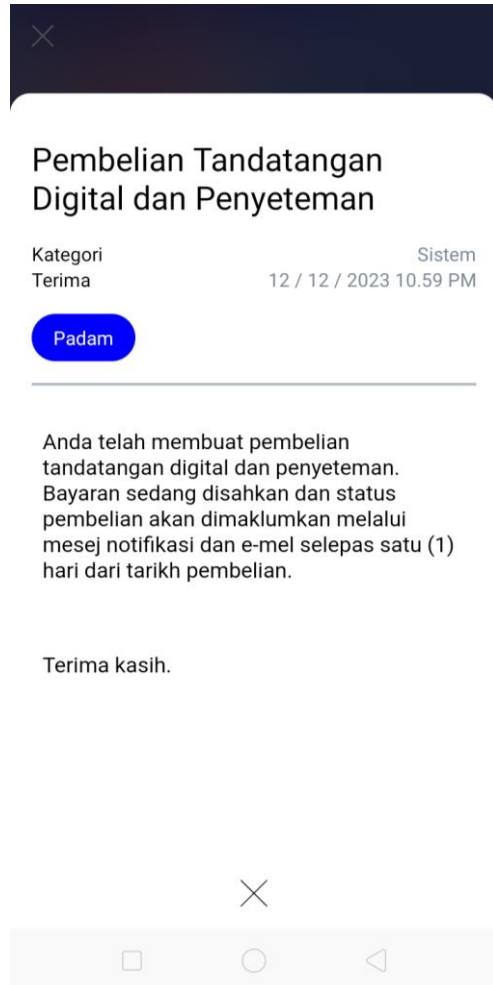 Pembelian Tandatangan
Digital dan Penyeteman
Kategori Sistem
Terima 12 / 12 / 2023 10.59 PM
Padam
Anda telah membuat pembelian
tandatangan digital dan penyeteman.
Bayaran sedang disahkan dan status
pembelian akan dimaklumkan melalui
mesej notifikasi dan e-mel selepas satu (1)
hari dari tarikh pembelian.
Terima kasih.